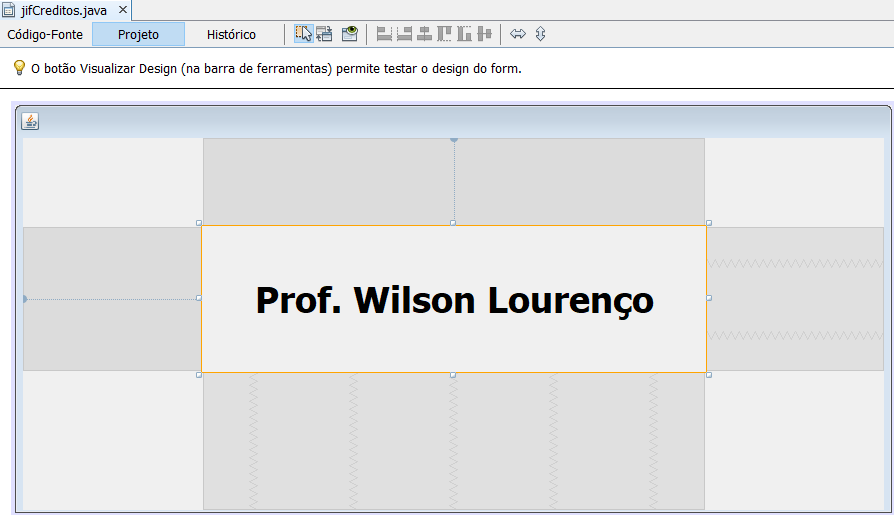 jifCreditos.java
Código-Fonte Projeto Histórico
O botão Visualizar Design (na barra de ferramentas) permite testar o design do form.
Prof. Wilson Lourenço